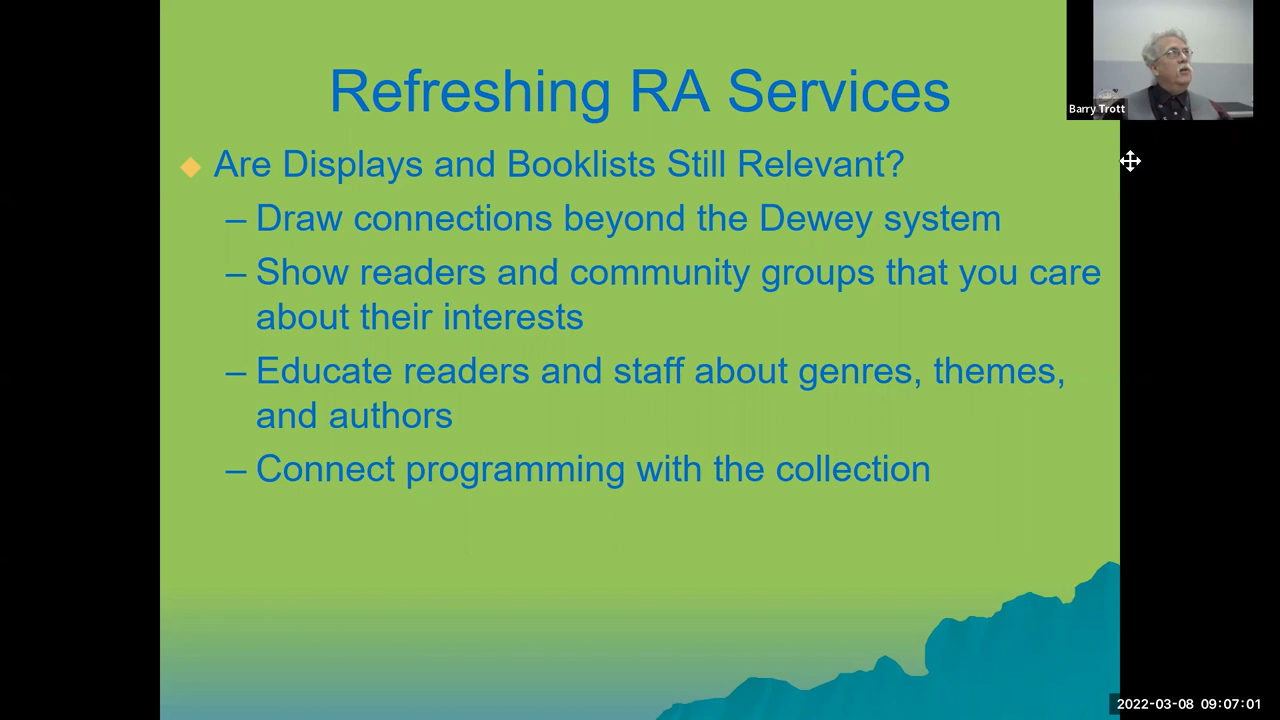 Refreshing RA Services
Are Displays and Booklists Still Relevant?
– Draw connections beyond the Dewey system
– Show readers and community groups that you care
about their interests
– Educate readers and staff about genres, themes,
and authors
– Connect programming with the collection
Barry Trott
2022-03-08 09:07:01